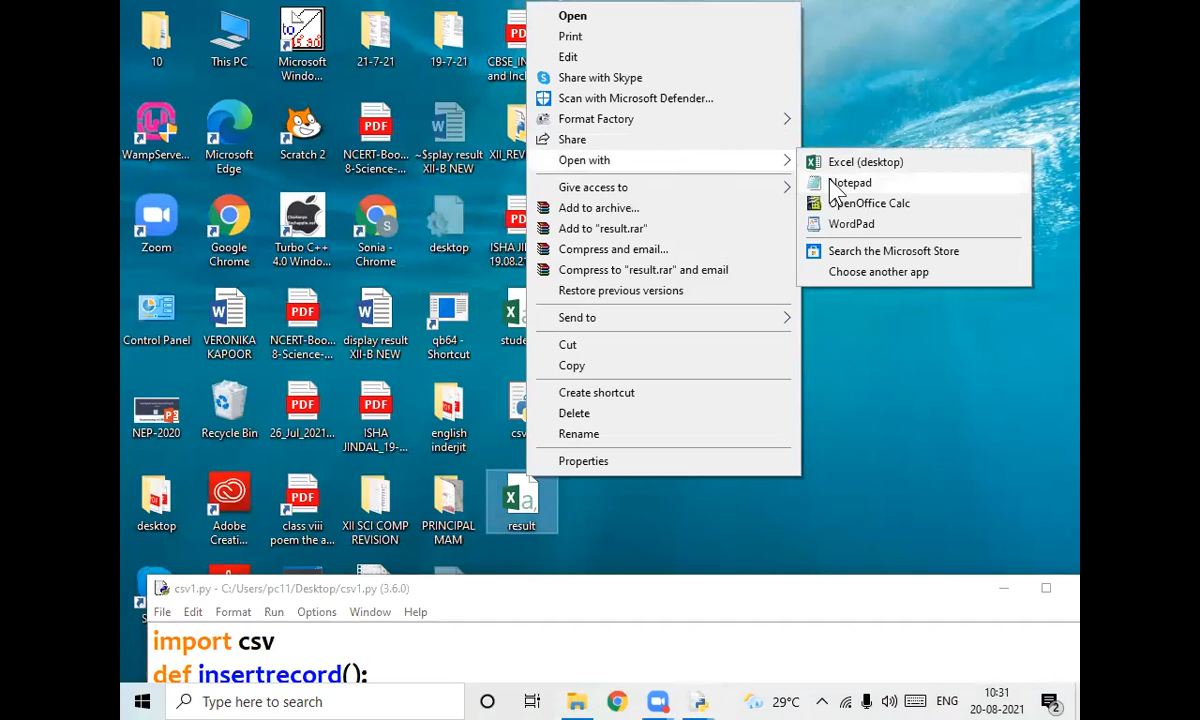 10
This PC
Microsoft
Windo...
21-7-21
19-7-21
CBSE_IN
and Incl
WampServe...
Microsoft
Edge
Scratch 2
NCERT-Boo...
8-Science-...
~$splay result
XII-B NEW
XII_REV
Zoom
Google
Chrome
Turbo C++
4.0 Windo...
Sonia -
Chrome
desktop
ISHA J
19.08.21
Control Panel
VERONIKA
KAPOOR
NCERT-Boo...
8-Science-...
display result
XII-B NEW
qb64 -
Shortcut
stude
NEP-2020
Recycle Bin
26_Jul_2021...
ISHA
JINDAL_19-...
english
inderjit
csv
desktop
Adobe
Creati...
class viii
poem the a...
XII SCI COMP
REVISION
PRINCIPAL
MAM
result
Open
Print
Edit
Share with Skype
Scan with Microsoft Defender...
Format Factory
Share
Open with
Give access to
Add to archive...
Add to "result.rar"
Compress and email...
Compress to "result.rar" and email
Restore previous versions
Send to
Cut
Copy
Create shortcut
Delete
Rename
Properties
Excel (desktop)
Notepad
OpenOffice Calc
WordPad
Search the Microsoft Store
Choose another app
csv1.py - C:/Users/pc11/Desktop/csv1.py (3.6.0)
File Edit Format Run Options Window Help
import csv
def insertrecord():
Type here to search
29°C
ENG
10:31
20-08-2021
2